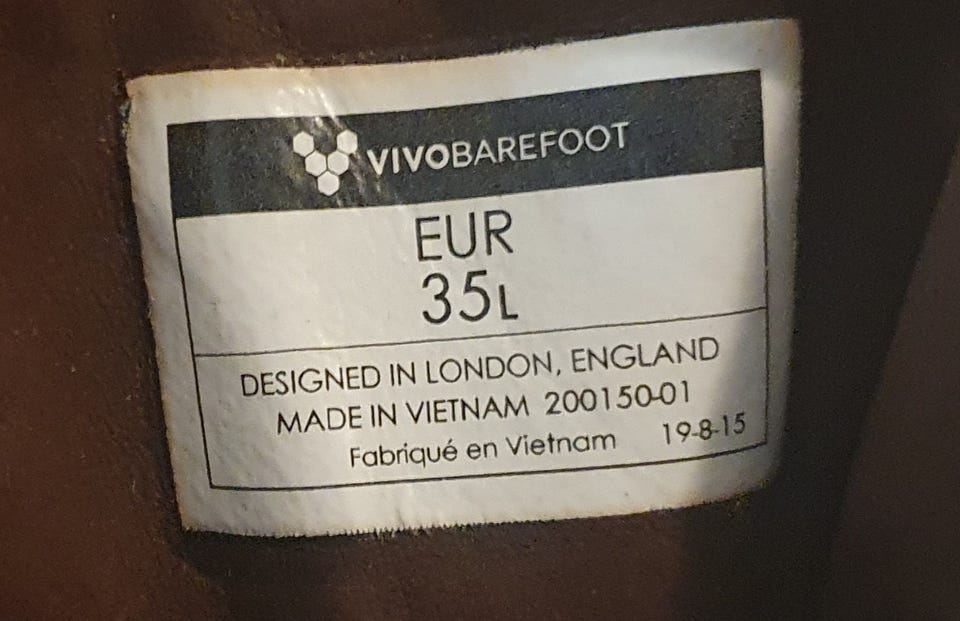 VIVOBAREFOOT
EUR
35L
DESIGNED IN LONDON, ENGLAND
MADE IN VIETNAM 200150-01
Fabriqué en Vietnam 19-8-15